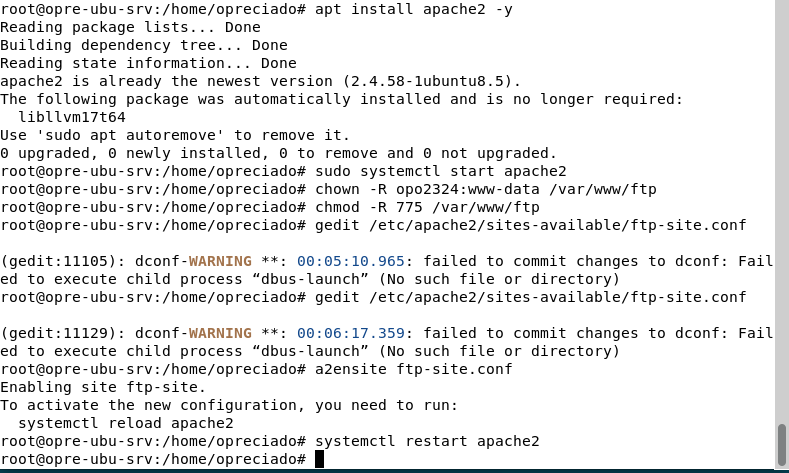 root@opre-ubu-srv:/home/opreciado# apt install apache2 -y
Reading package lists... Done
Building dependency tree... Done
Reading state information... Done
apache2 is already the newest version (2.4.58-1ubuntu8.5).
The following package was automatically installed and is no longer required:
  libllvm17t64
Use 'sudo apt autoremove' to remove it.
0 upgraded, 0 newly installed, 0 to remove and 0 not upgraded.
root@opre-ubu-srv:/home/opreciado# sudo systemctl start apache2
root@opre-ubu-srv:/home/opreciado# chown -R opo2324:www-data /var/www/ftp
root@opre-ubu-srv:/home/opreciado# chmod -R 775 /var/www/ftp
root@opre-ubu-srv:/home/opreciado# gedit /etc/apache2/sites-available/ftp-site.conf

(gedit:11105): dconf-WARNING **: 00:05:10.965: failed to commit changes to dconf: Fail
ed to execute child process “dbus-launch” (No such file or directory)
root@opre-ubu-srv:/home/opreciado# gedit /etc/apache2/sites-available/ftp-site.conf

(gedit:11129): dconf-WARNING **: 00:06:17.359: failed to commit changes to dconf: Fail
ed to execute child process “dbus-launch” (No such file or directory)
root@opre-ubu-srv:/home/opreciado# a2ensite ftp-site.conf
Enabling site ftp-site.
To activate the new configuration, you need to run:
  systemctl reload apache2
root@opre-ubu-srv:/home/opreciado# systemctl restart apache2
root@opre-ubu-srv:/home/opreciado#